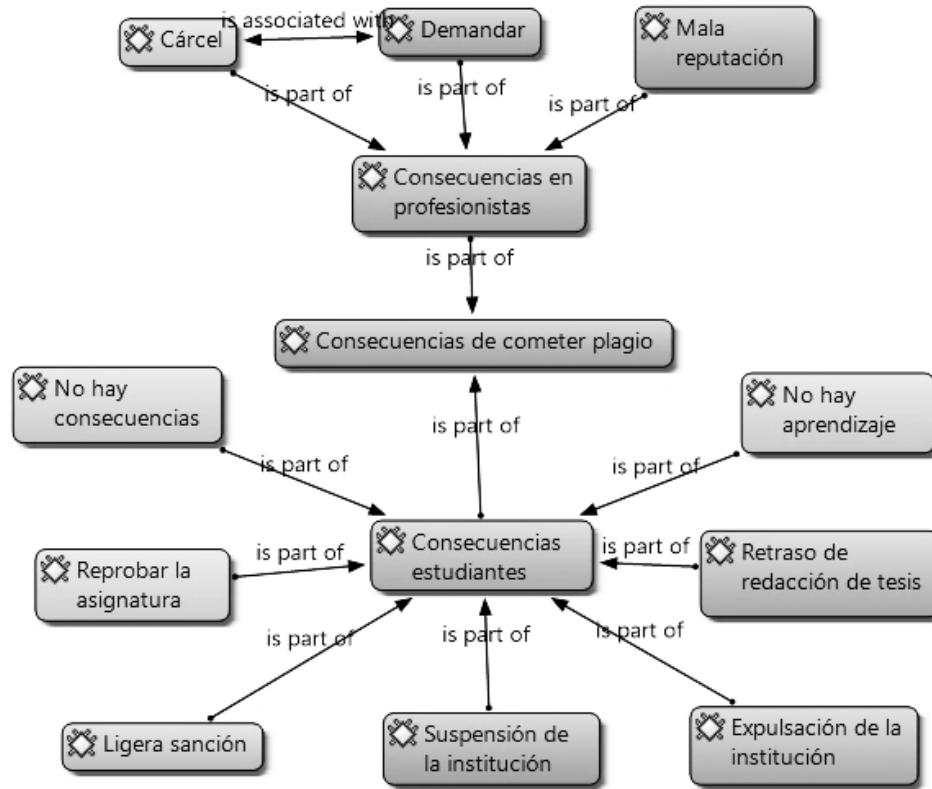 is associated with
Cárcel
Demandar
Mala
reputación
is part of
is part of
is part of
Consecuencias en
profesionistas
is part of
Consecuencias de cometer plagio
No hay
consecuencias
No hay
aprendizaje
is part of
is part of
is part of
Consecuencias
estudiantes
Reprobar la
asignatura
is part of
is part of
Retraso de
redacción de tesis
is part of
is part of
is part of
Ligera sanción
Suspensión de
la institución
Expulsación de la
institución